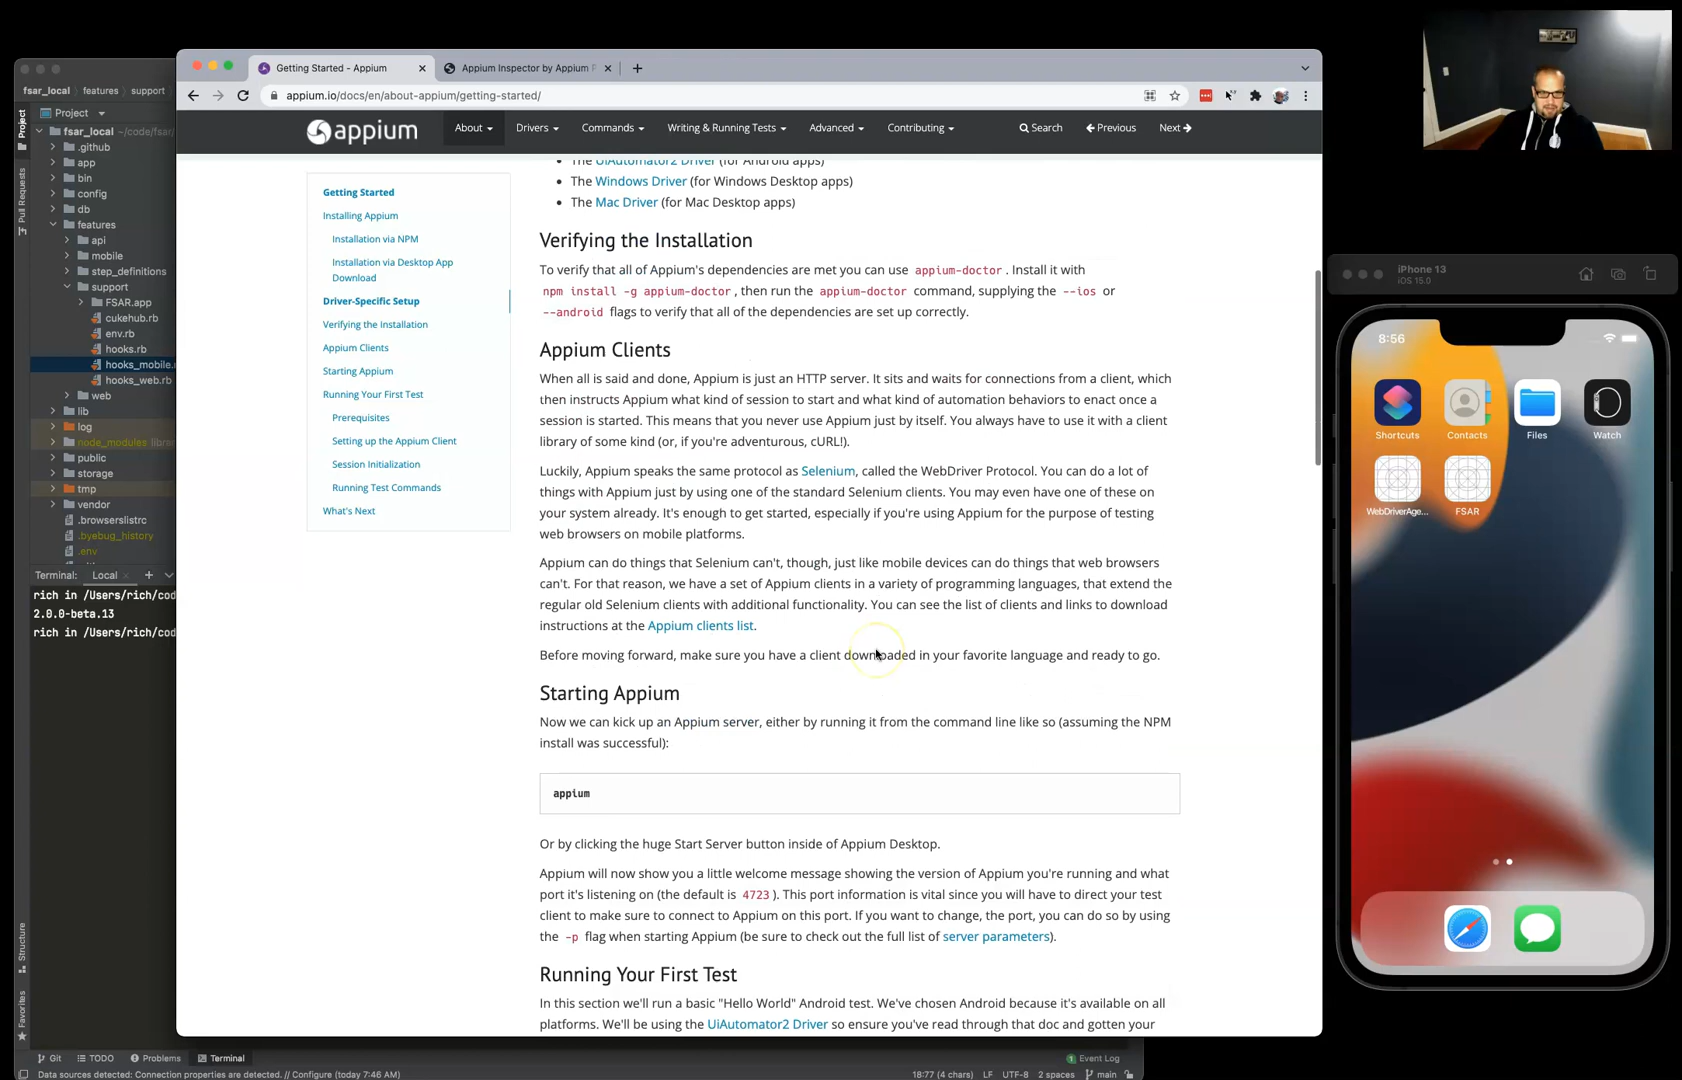 Getting Started - Appium
Appium Inspector by Appium P
appium.io/docs/en/about-appium/getting-started/
appium
About
Drivers
Commands
Writing & Running Tests
Advanced
Contributing
Search
Previous
Next
Getting Started
Installing Appium
Installation via NPM
Installation via Desktop App
Download
Driver-Specific Setup
Verifying the Installation
Appium Clients
Starting Appium
Running Your First Test
Prerequisites
Setting up the Appium Client
Session Initialization
Running Test Commands
What's Next
The UiAutomator2 Driver (for Android apps)
The Windows Driver (for Windows Desktop apps)
The Mac Driver (for Mac Desktop apps)
Verifying the Installation
To verify that all of Appium's dependencies are met you can use appium-doctor . Install it with
npm install -g appium-doctor , then run the appium-doctor command, supplying the --ios or
--android flags to verify that all of the dependencies are set up correctly.
Appium Clients
When all is said and done, Appium is just an HTTP server. It sits and waits for connections from a client, which
then instructs Appium what kind of session to start and what kind of automation behaviors to enact once a
session is started. This means that you never use Appium just by itself. You always have to use it with a client
library of some kind (or, if you're adventurous, cURL!).
Luckily, Appium speaks the same protocol as Selenium, called the WebDriver Protocol. You can do a lot of
things with Appium just by using one of the standard Selenium clients. You may even have one of these on
your system already. It's enough to get started, especially if you're using Appium for the purpose of testing
web browsers on mobile platforms.
Appium can do things that Selenium can't, though, just like mobile devices can do things that web browsers
can't. For that reason, we have a set of Appium clients in a variety of programming languages, that extend the
regular old Selenium clients with additional functionality. You can see the list of clients and links to download
instructions at the Appium clients list.
Before moving forward, make sure you have a client downloaded in your favorite language and ready to go.
Starting Appium
Now we can kick up an Appium server, either by running it from the command line like so (assuming the NPM
install was successful):
appium
Or by clicking the huge Start Server button inside of Appium Desktop.
Appium will now show you a little welcome message showing the version of Appium you're running and what
port it's listening on (the default is 4723 ). This port information is vital since you will have to direct your test
client to make sure to connect to Appium on this port. If you want to change, the port, you can do so by using
the -p flag when starting Appium (be sure to check out the full list of server parameters).
Running Your First Test
In this section we'll run a basic "Hello World" Android test. We've chosen Android because it's available on all
platforms. We'll be using the UiAutomator2 Driver so ensure you've read through that doc and gotten your
fsar_local
features
support
Project
Project
fsar_local ~/code/fsar/
.github
app
bin
config
db
features
api
mobile
step_definitions
support
FSAR.app
cukehub.rb
env.rb
hooks.rb
hooks_mobile.r
hooks_web.rb
web
lib
log
node_modules
public
storage
tmp
vendor
.browserslistrc
.byebug_history
.env
Pull Requests
Structure
Favorites
Terminal:
Local
rich in /Users/rich/cod
2.0.0-beta.13
rich in /Users/rich/cod
Git
TODO
Problems
Terminal
Event Log
Data sources detected: Connection properties are detected. // Configure (today 7:46 AM)
18:77 (4 chars)
LF
UTF-8
2 spaces
main
iPhone 13
iOS 15.0
8:56
Shortcuts
Contacts
Files
Watch
WebDriverAge...
FSAR